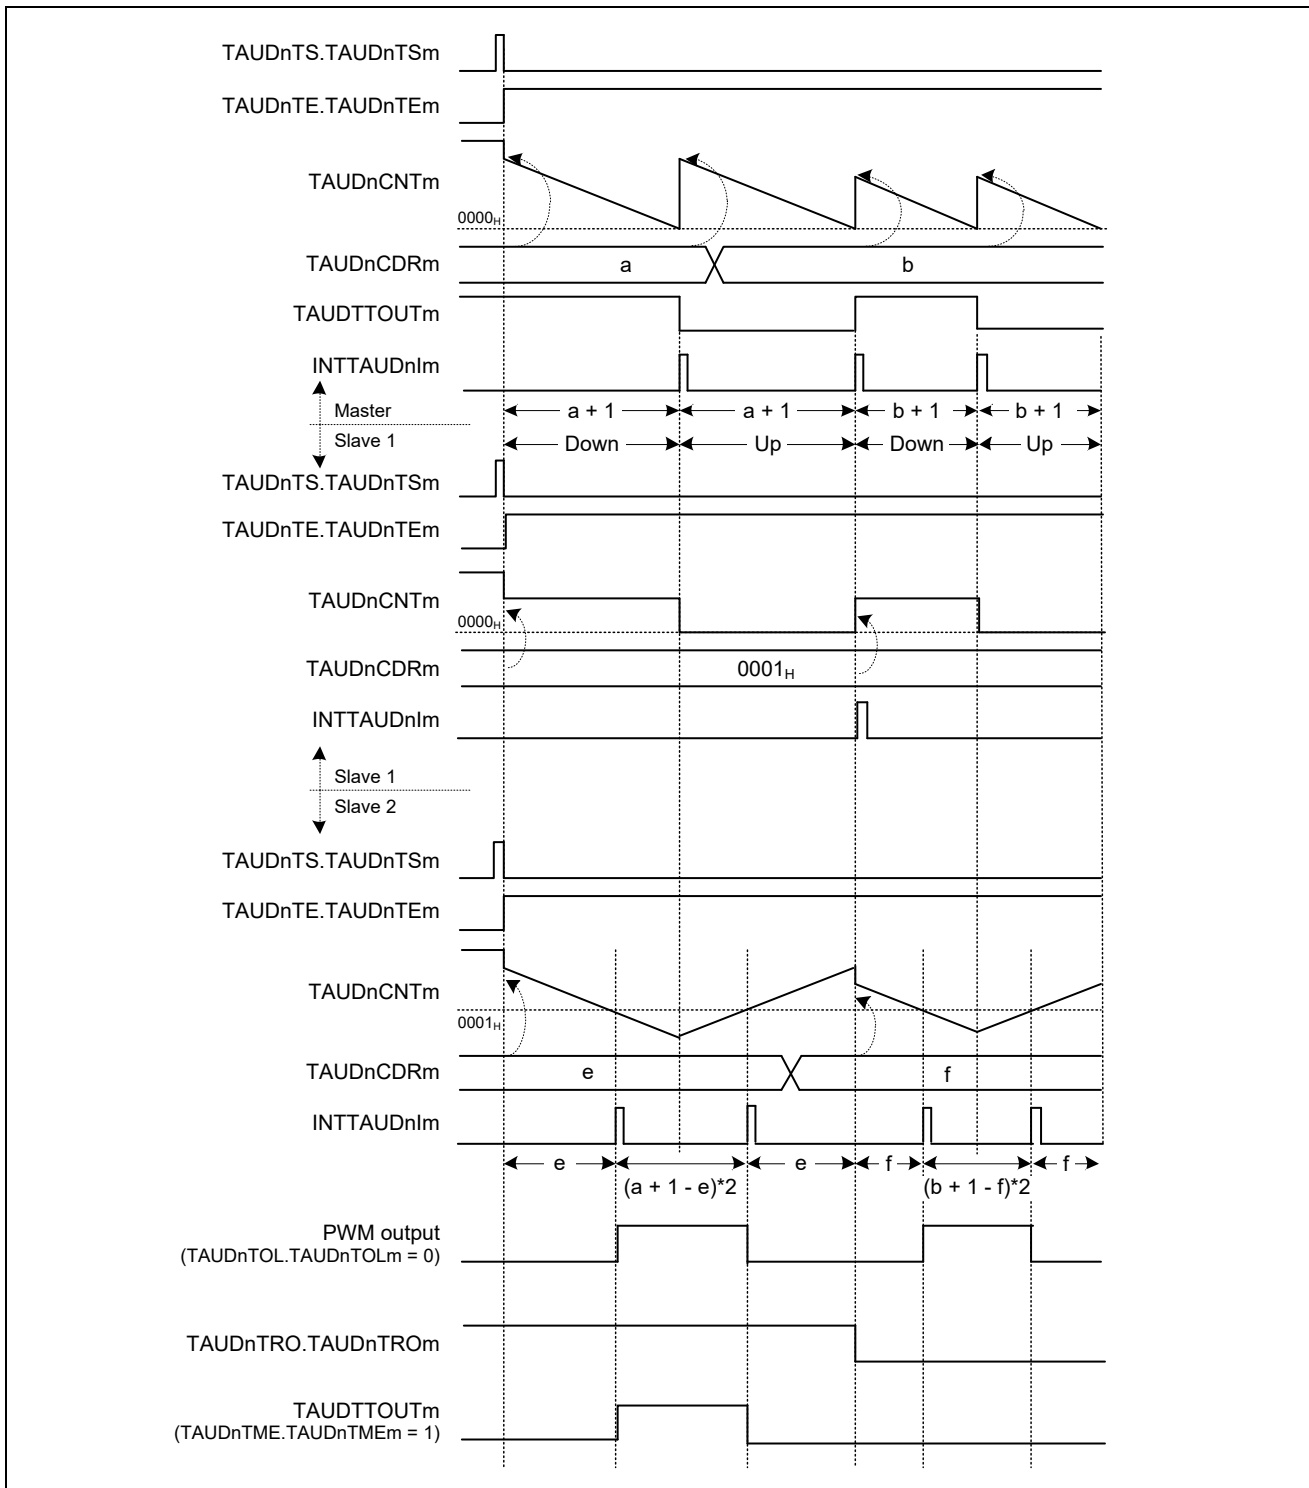 TAUDnTS.TAUDnTSm
TAUDnTE.TAUDnTEm
TAUDnCNTm
0000H
TAUDnCDRm a b
TAUDTTOUTm
INTTAUDnIm
Master a + 1 a + 1 b + 1 b + 1
Slave 1 Down Up Down Up
TAUDnTS.TAUDnTSm
TAUDnTE.TAUDnTEm
TAUDnCNTm
0000H
TAUDnCDRm 0001H
INTTAUDnIm
Slave 1
Slave 2
TAUDnTS.TAUDnTSm
TAUDnTE.TAUDnTEm
TAUDnCNTm
0001H
TAUDnCDRm e f
INTTAUDnIm
e e f f
(a + 1 - e)*2 (b + 1 - f)*2
PWM output
(TAUDnTOL.TAUDnTOLm = 0)
TAUDnTRO.TAUDnTROm
TAUDTTOUTm
(TAUDnTME.TAUDnTMEm = 1)